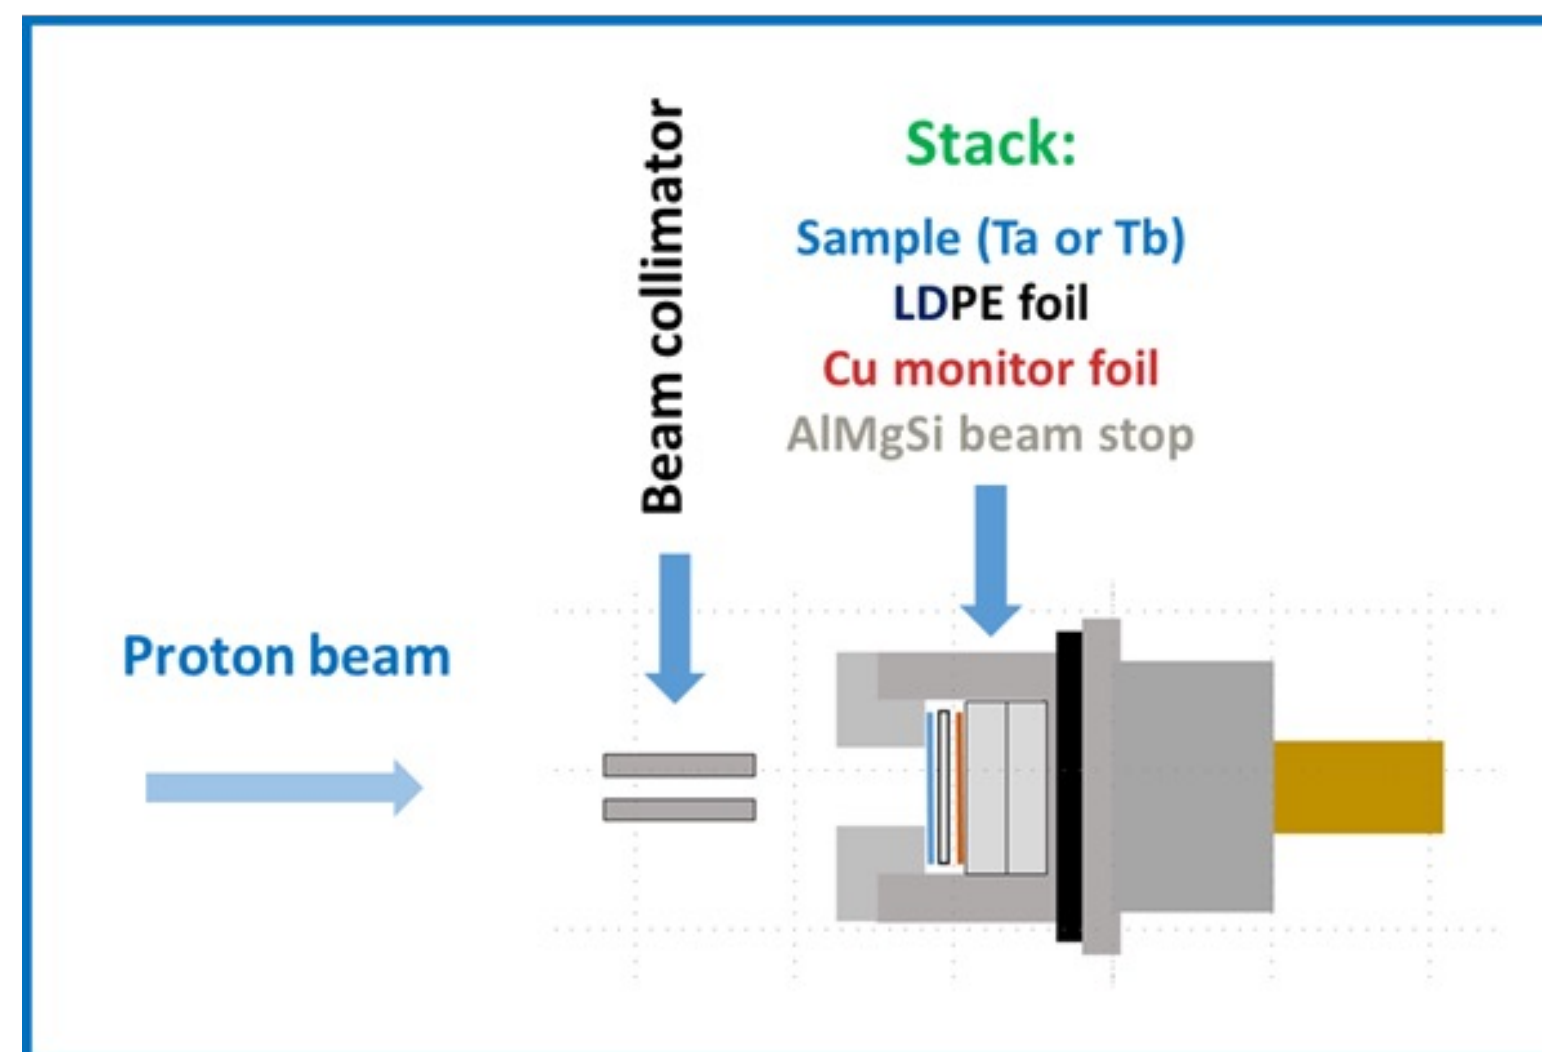 Beam collimator
Stack:
Sample (Ta or Tb)
LDPE foil
Cu monitor foil
AlMgSi beam stop
Proton beam